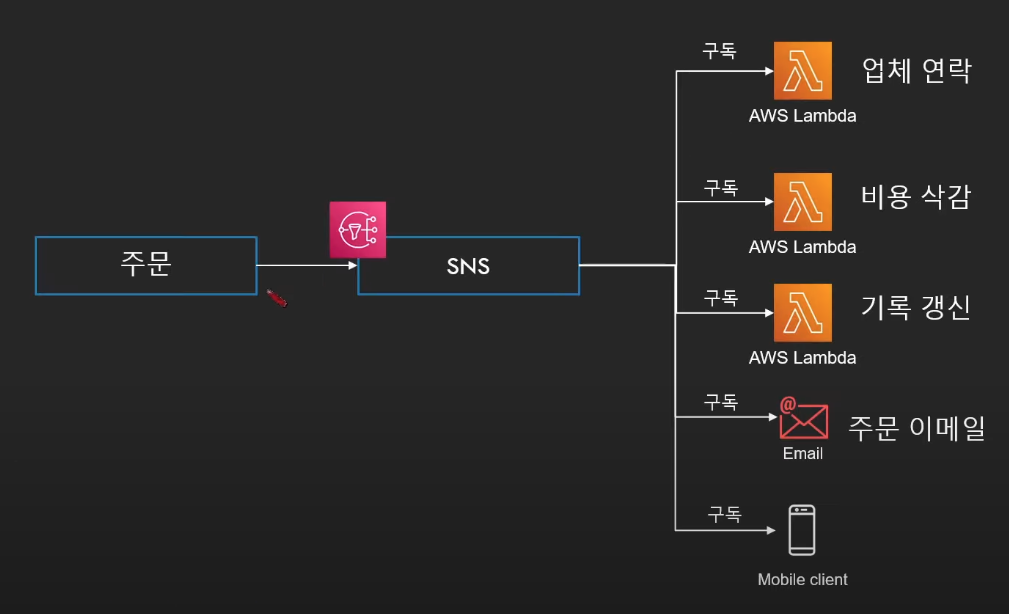 구독
업체 연락
AWS Lambda
구독
비용 삭감
AWS Lambda
주문
SNS
구독
기록 갱신
AWS Lambda
구독
@
주문 이메일
Email
구독
Mobile client